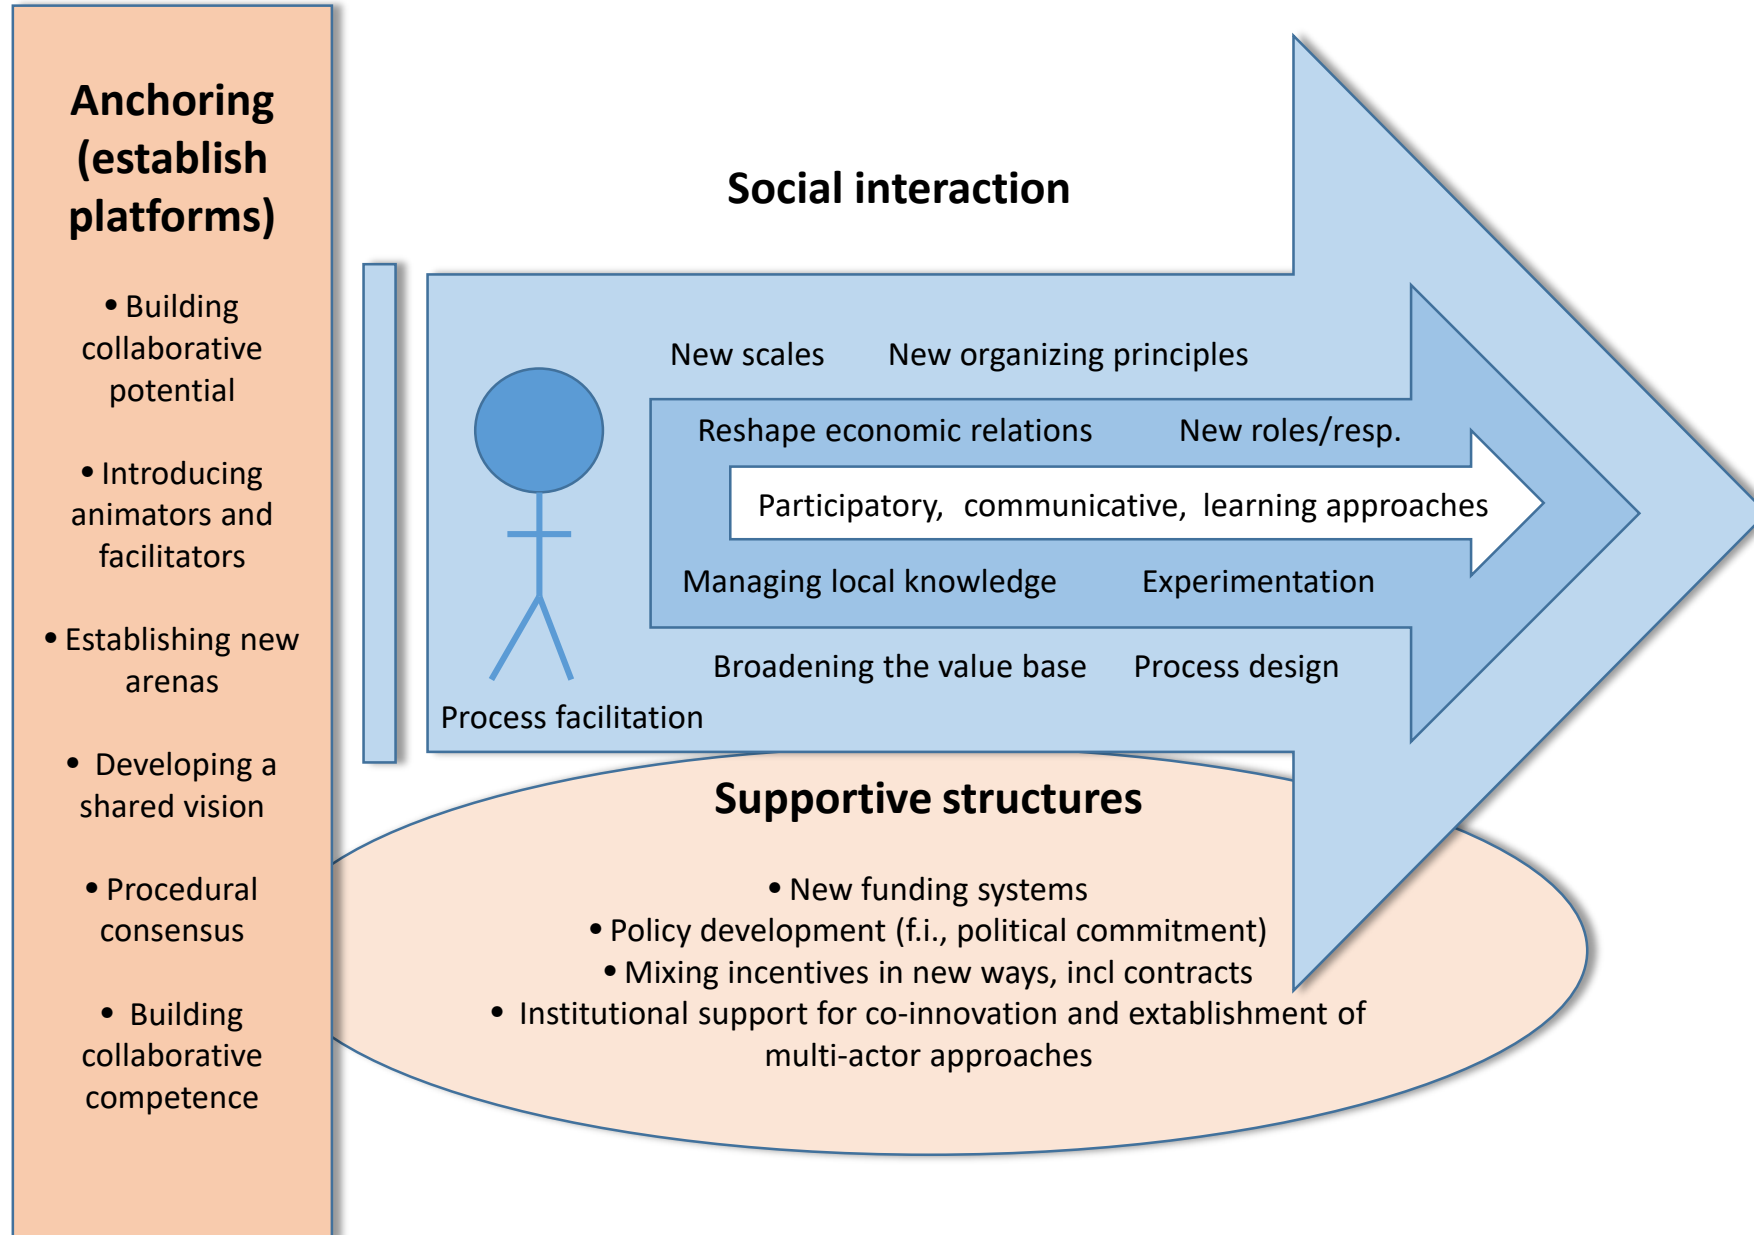 Anchoring
(establish
platforms)
• Building
collaborative
potential
• Introducing
animators and
facilitators
• Establishing new
arenas
• Developing a
shared vision
• Procedural
consensus
• Building
collaborative
competence
Social interaction
New scales New organizing principles
Reshape economic relations New roles/resp.
Participatory, communicative, learning approaches
Managing local knowledge Experimentation
Broadening the value base Process design
Process facilitation
Supportive structures
• New funding systems
• Policy development (f.i., political commitment)
• Mixing incentives in new ways, incl contracts
• Institutional support for co-innovation and extablishment of
multi-actor approaches